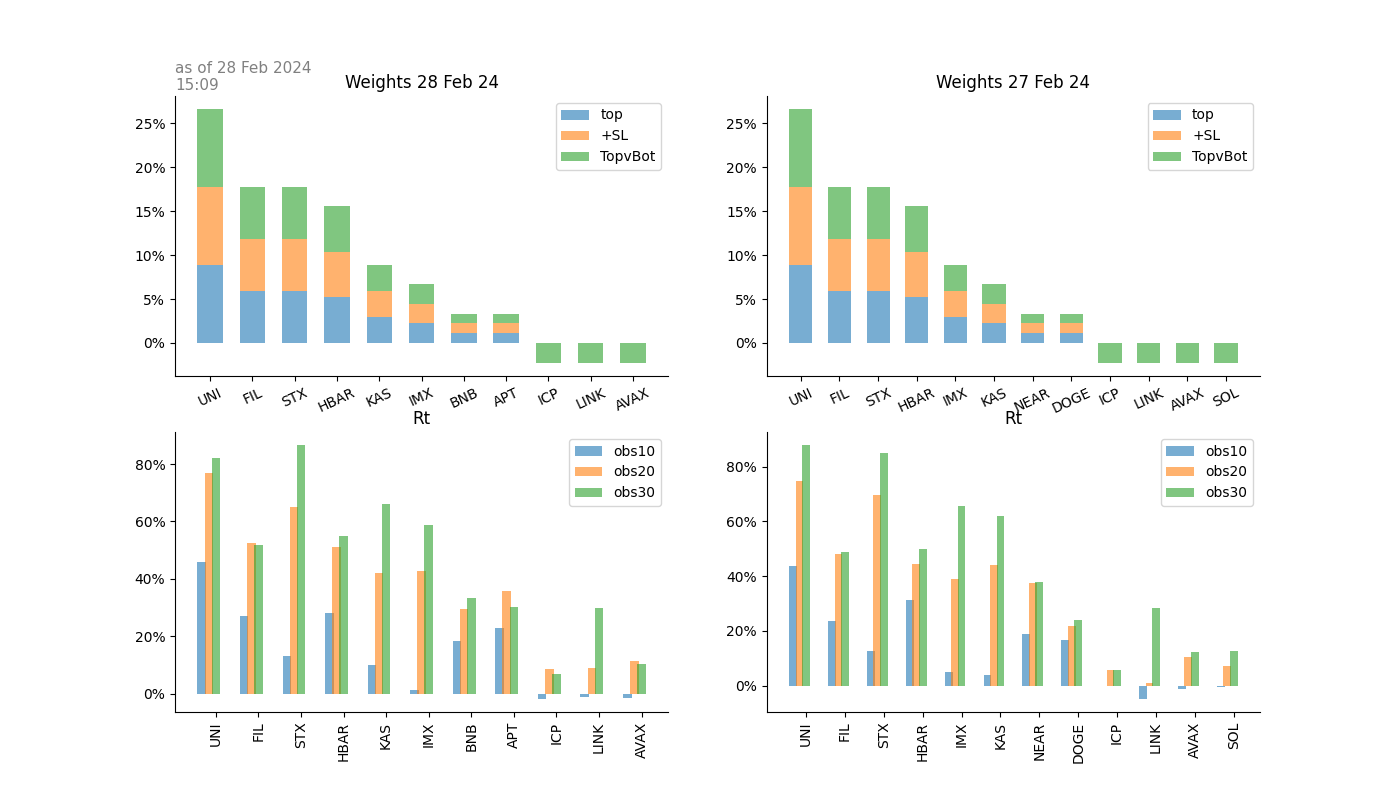 as of 28 Feb 2024
15:09
Weights 28 Feb 24
25%
20%
15%
10%
5%
0%
top
+SL
TopvBot
UNI FIL STX HBAR KAS IMX BNB APT ICP LINK AVAX
Weights 27 Feb 24
25%
20%
15%
10%
5%
0%
top
+SL
TopvBot
UNI FIL STX HBAR IMX KAS NEAR DOGE ICP LINK AVAX SOL
Rt
80%
60%
40%
20%
0%
obs10
obs20
obs30
UNI FIL STX HBAR KAS IMX BNB APT ICP LINK AVAX
Rt
80%
60%
40%
20%
0%
obs10
obs20
obs30
UNI FIL STX HBAR IMX KAS NEAR DOGE ICP LINK AVAX SOL